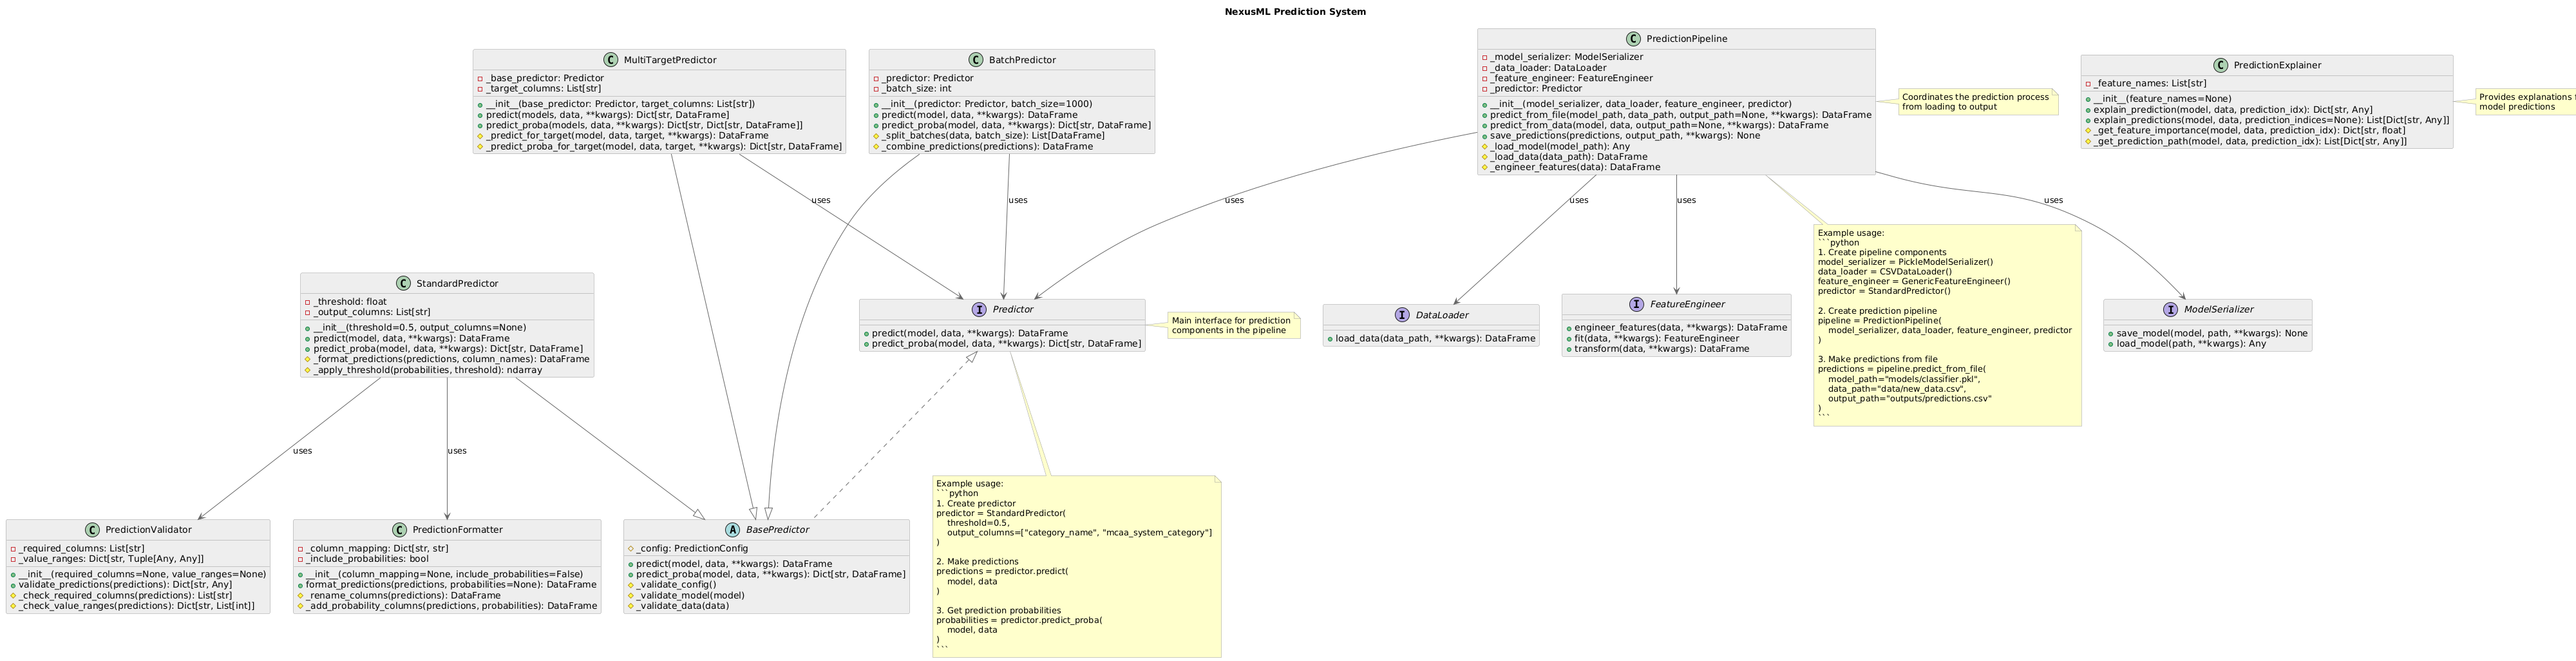 NexusML Prediction System
C MultiTargetPredictor
_base_predictor: Predictor
_target_columns: List[str]
__init__(base_predictor: Predictor, target_columns: List[str])
predict(models, data, **kwargs): Dict[str, DataFrame]
predict_proba(models, data, **kwargs): Dict[str, Dict[str, DataFrame]]
_predict_for_target(model, data, target, **kwargs): DataFrame
_predict_proba_for_target(model, data, target, **kwargs): Dict[str, DataFrame]
C BatchPredictor
_predictor: Predictor
_batch_size: int
__init__(predictor: Predictor, batch_size=1000)
predict(model, data, **kwargs): DataFrame
predict_proba(model, data, **kwargs): Dict[str, DataFrame]
_split_batches(data, batch_size): List[DataFrame]
_combine_predictions(predictions): DataFrame
C PredictionPipeline
_model_serializer: ModelSerializer
_data_loader: DataLoader
_feature_engineer: FeatureEngineer
_predictor: Predictor
__init__(model_serializer, data_loader, feature_engineer, predictor)
predict_from_file(model_path, data_path, output_path=None, **kwargs): DataFrame
predict_from_data(model, data, output_path=None, **kwargs): DataFrame
save_predictions(predictions, output_path, **kwargs): None
_load_model(model_path): Any
_load_data(data_path): DataFrame
_engineer_features(data): DataFrame
Coordinates the prediction process
from loading to output
C PredictionExplainer
_feature_names: List[str]
__init__(feature_names=None)
explain_prediction(model, data, prediction_idx): Dict[str, Any]
explain_predictions(model, data, prediction_indices=None): List[Dict[str, Any]]
_get_feature_importance(model, data, prediction_idx): Dict[str, float]
_get_prediction_path(model, data, prediction_idx): List[Dict[str, Any]]
Provides explanations
model predictions
uses
uses
uses
uses
uses
uses
C StandardPredictor
_threshold: float
_output_columns: List[str]
__init__(threshold=0.5, output_columns=None)
predict(model, data, **kwargs): DataFrame
predict_proba(model, data, **kwargs): Dict[str, DataFrame]
_format_predictions(predictions, column_names): DataFrame
_apply_threshold(probabilities, threshold): ndarray
I Predictor
predict(model, data, **kwargs): DataFrame
predict_proba(model, data, **kwargs): Dict[str, DataFrame]
Main interface for prediction
components in the pipeline
I DataLoader
load_data(data_path, **kwargs): DataFrame
I FeatureEngineer
engineer_features(data, **kwargs): DataFrame
fit(data, **kwargs): FeatureEngineer
transform(data, **kwargs): DataFrame
Example usage:
```python
1. Create pipeline components
model_serializer = PickleModelSerializer()
data_loader = CSVDataLoader()
feature_engineer = GenericFeatureEngineer()
predictor = StandardPredictor()
2. Create prediction pipeline
pipeline = PredictionPipeline(
model_serializer, data_loader, feature_engineer, predictor
)
3. Make predictions from file
predictions = pipeline.predict_from_file(
model_path="models/classifier.pkl",
data_path="data/new_data.csv",
output_path="outputs/predictions.csv"
)
```
I ModelSerializer
save_model(model, path, **kwargs): None
load_model(path, **kwargs): Any
uses
uses
C PredictionValidator
_required_columns: List[str]
_value_ranges: Dict[str, Tuple[Any, Any]]
__init__(required_columns=None, value_ranges=None)
validate_predictions(predictions): Dict[str, Any]
_check_required_columns(predictions): List[str]
_check_value_ranges(predictions): Dict[str, List[int]]
C PredictionFormatter
_column_mapping: Dict[str, str]
_include_probabilities: bool
__init__(column_mapping=None, include_probabilities=False)
format_predictions(predictions, probabilities=None): DataFrame
_rename_columns(predictions): DataFrame
_add_probability_columns(predictions, probabilities): DataFrame
A BasePredictor
_config: PredictionConfig
predict(model, data, **kwargs): DataFrame
predict_proba(model, data, **kwargs): Dict[str, DataFrame]
_validate_config()
_validate_model(model)
_validate_data(data)
Example usage:
```python
1. Create predictor
predictor = StandardPredictor(
threshold=0.5,
output_columns=["category_name", "mcaa_system_category"]
)
2. Make predictions
predictions = predictor.predict(
model, data
)
3. Get prediction probabilities
probabilities = predictor.predict_proba(
model, data
)
```